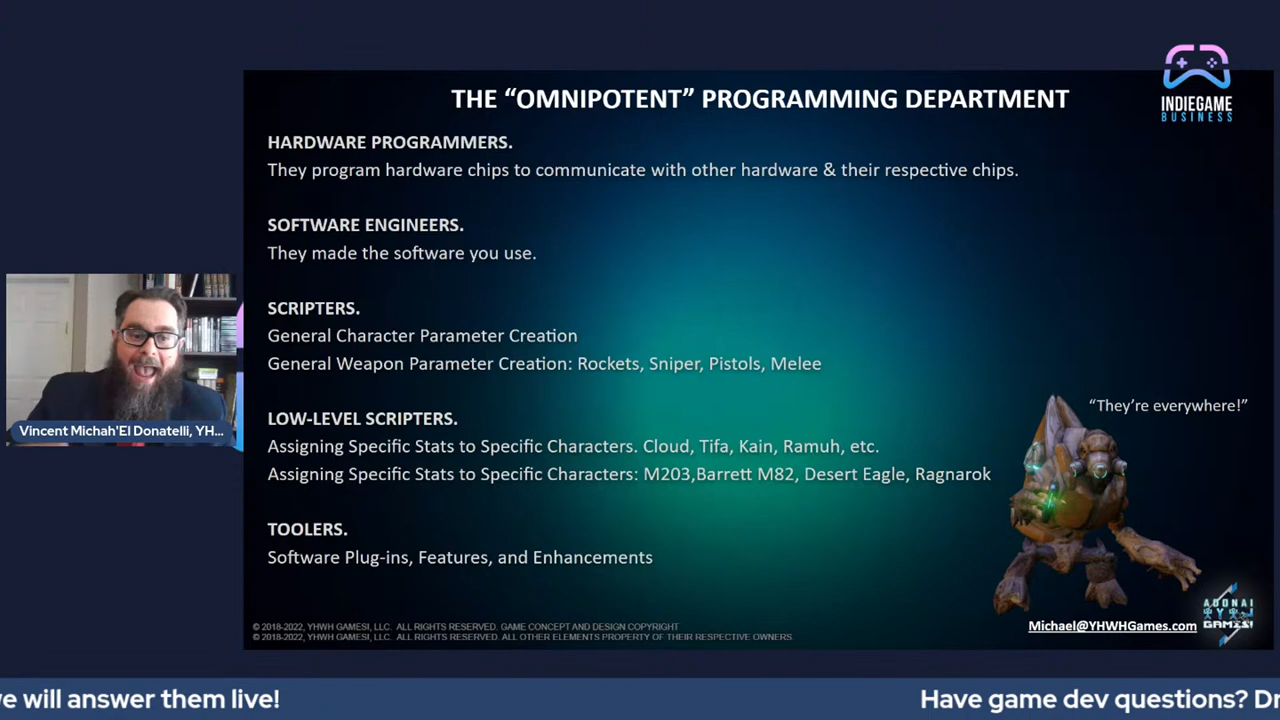 THE “OMNIPOTENT” PROGRAMMING DEPARTMENT
INDIEGAME
BUSINESS
HARDWARE PROGRAMMERS.
They program hardware chips to communicate with other hardware & their respective chips.
SOFTWARE ENGINEERS.
They made the software you use.
SCRIPTERS.
General Character Parameter Creation
General Weapon Parameter Creation: Rockets, Sniper, Pistols, Melee
LOW-LEVEL SCRIPTERS.
Assigning Specific Stats to Specific Characters. Cloud, Tifa, Kain, Ramuh, etc.
Assigning Specific Stats to Specific Characters: M203,Barrett M82, Desert Eagle, Ragnarok
TOOLERS.
Software Plug-ins, Features, and Enhancements
“They’re everywhere!”
Vincent Michah'El Donatelli, YH...
© 2018-2022, YHWH GAMESI, LLC. ALL RIGHTS RESERVED. GAME CONCEPT AND DESIGN COPYRIGHT
© 2018-2022, YHWH GAMESI, LLC. ALL RIGHTS RESERVED. ALL OTHER ELEMENTS PROPERTY OF THEIR RESPECTIVE OWNERS.
Michael@YHWHGames.com
ADONAI
GAMES!
ve will answer them live!
Have game dev questions? Dr